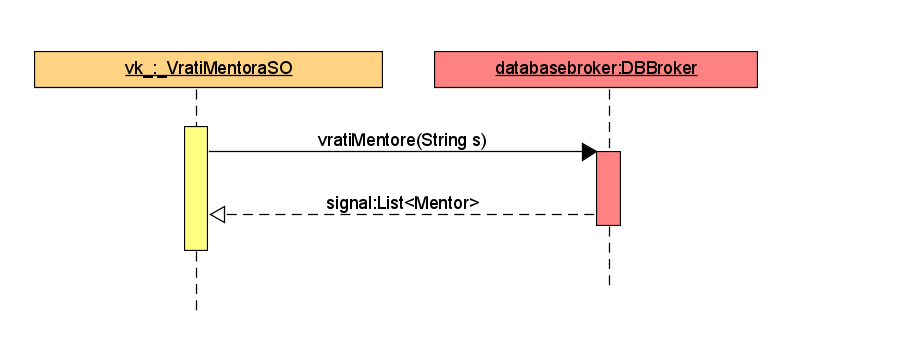 vk_:_VratiMentoraSO
databasebroker:DBBroker
vratiMentore(String s)
signal:List<Mentor>